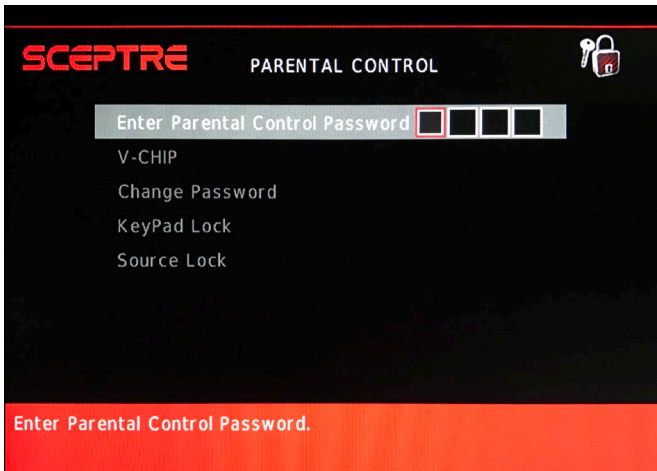 SCEPTRE
PARENTAL CONTROL
Enter Parental Control Password
V-CHIP
Change Password
KeyPad Lock
Source Lock
Enter Parental Control Password.